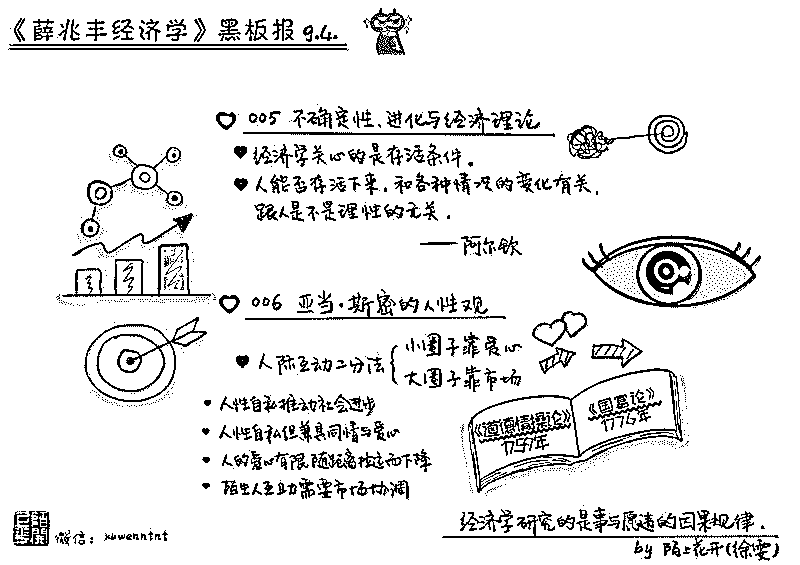 《薛兆丰经济学》黑板报 9.4.
005 不确定性、进化与经济理论
经济学关心的是存活条件。
人能否存活下来，和各种情况的变化有关，
跟人是不是理性的无关。
——阿尔钦
006 亚当·斯密的人性观
人际互动二分法
小圈子靠爱心
大圈子靠市场
人性自私推动社会进步
人性自私但兼具同情与爱心
人的爱心有限,随距离拉远而下降
陌生人互助需要市场协调
《道德情操论》
1759年
《国富论》
1776年
经济学研究的是事与愿违的因果规律.
by 陌上花开(徐雯)
微信：xuwenntnt